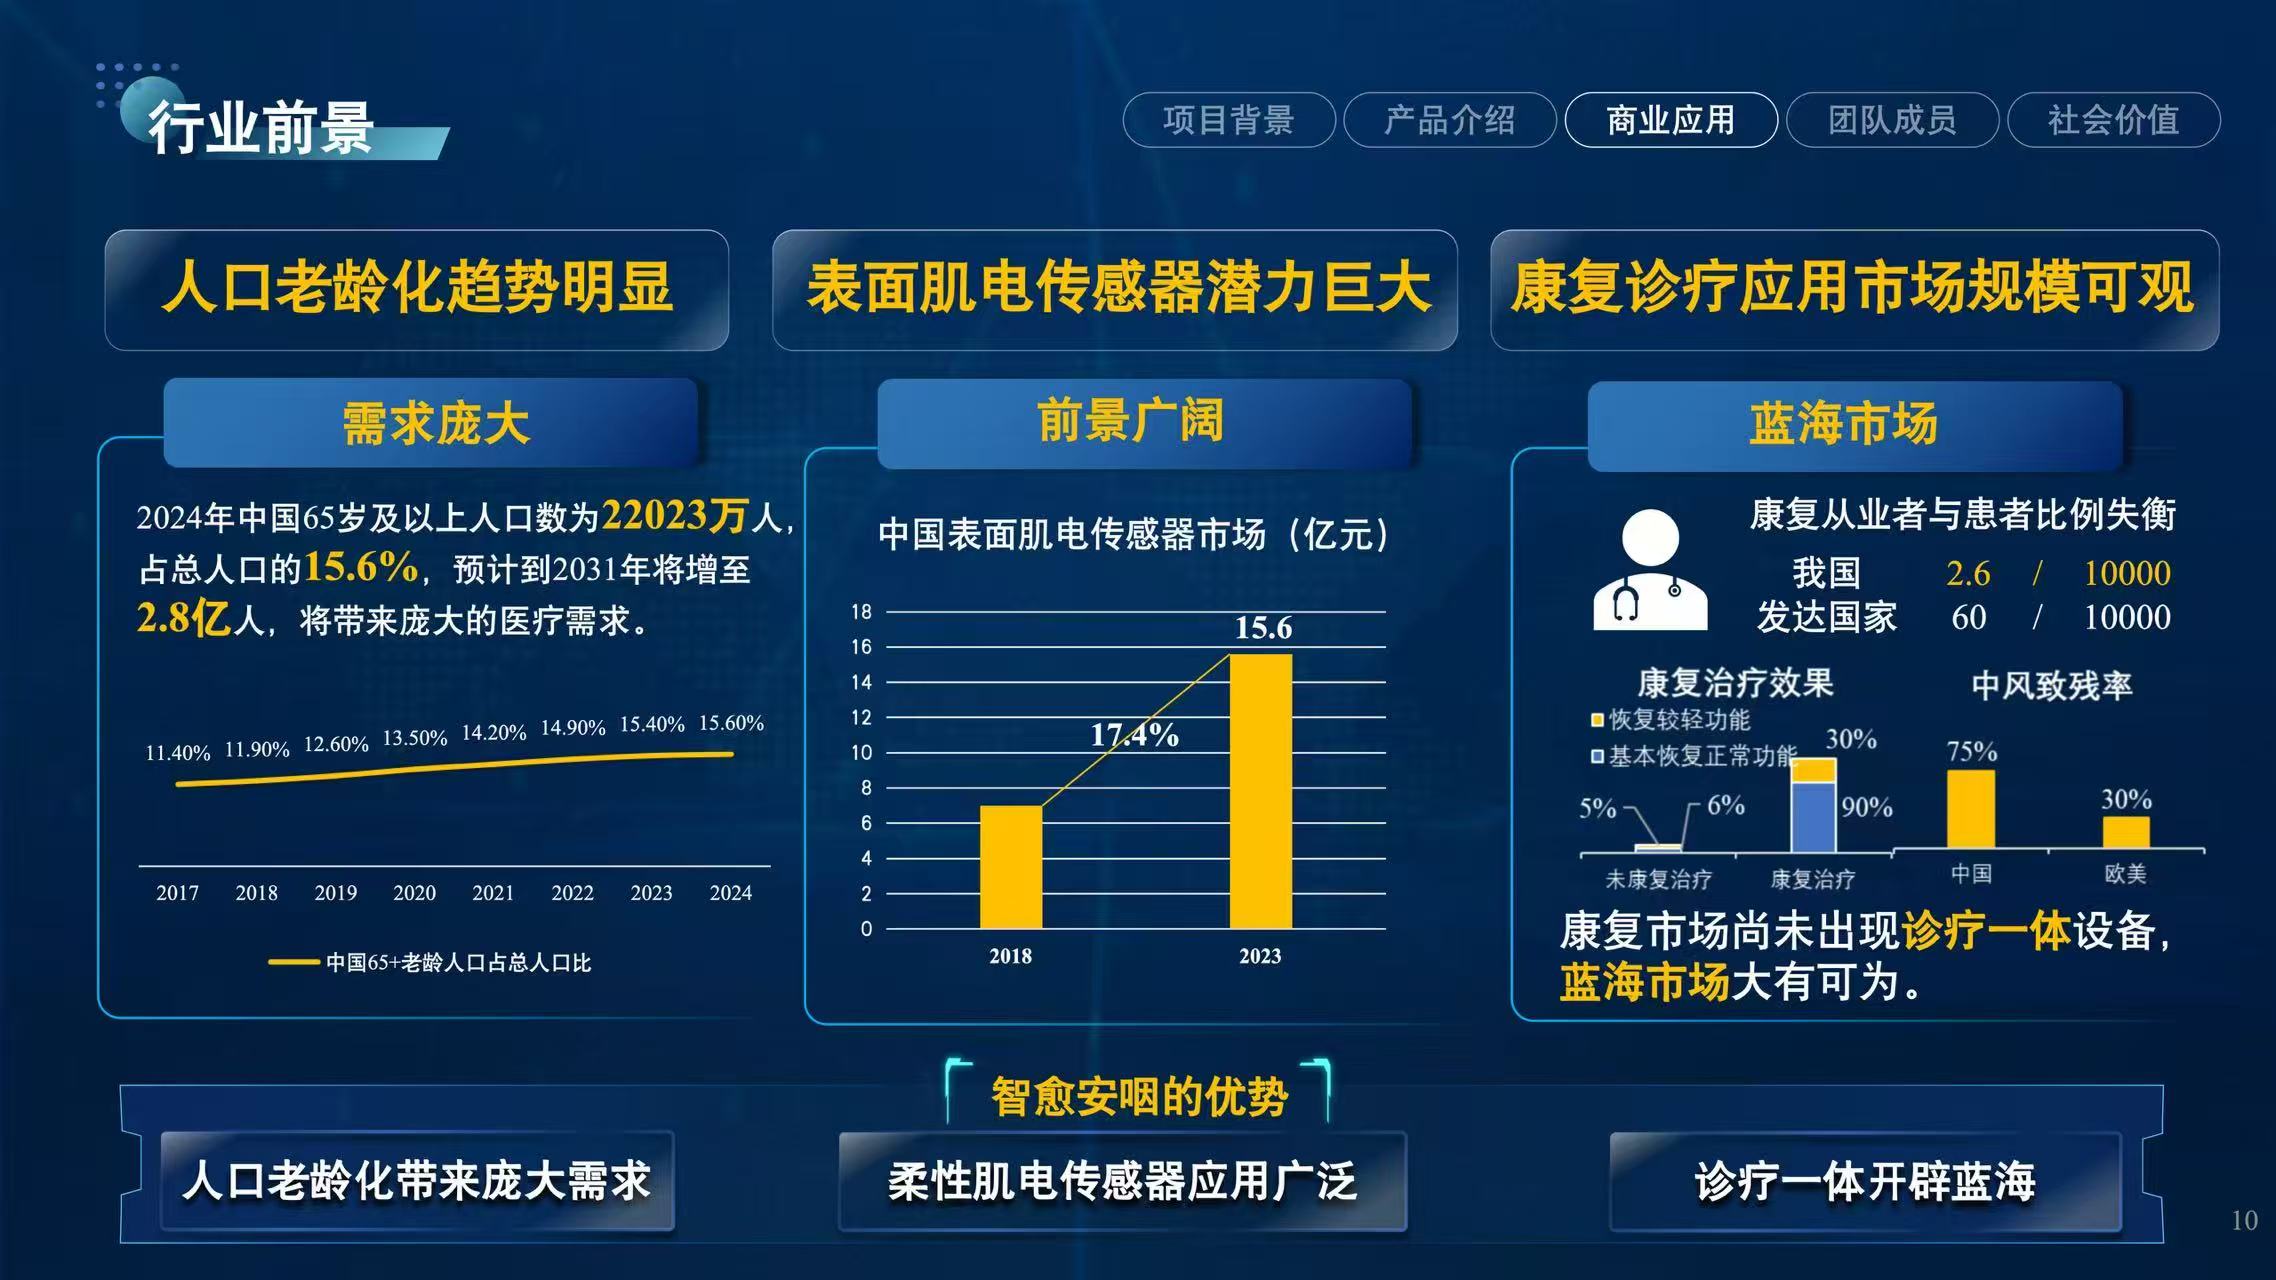 行业前景
项目背景
产品介绍
商业应用
团队成员
社会价值
人口老龄化趋势明显
需求庞大
2024年中国65岁及以上人口数为22023万人，
占总人口的15.6%，预计到2031年将增至
2.8亿人，将带来庞大的医疗需求。
11.40% 11.90% 12.60% 13.50% 14.20% 14.90% 15.40% 15.60%
2017 2018 2019 2020 2021 2022 2023 2024
中国65+老龄人口占总人口比
表面肌电传感器潜力巨大
前景广阔
中国表面肌电传感器市场（亿元）
18
16
14
12
10
8
6
4
2
0
15.6
17.4%
2018 2023
康复诊疗应用市场规模可观
蓝海市场
康复从业者与患者比例失衡
我国 2.6 / 10000
发达国家 60 / 10000
康复治疗效果
恢复较轻功能
基本恢复正常功能
30%
5% 6% 90%
未康复治疗 康复治疗
中风致残率
75%
30%
中国 欧美
康复市场尚未出现诊疗一体设备，
蓝海市场大有可为。
智愈安咽的优势
人口老龄化带来庞大需求
柔性肌电传感器应用广泛
诊疗一体开辟蓝海
10